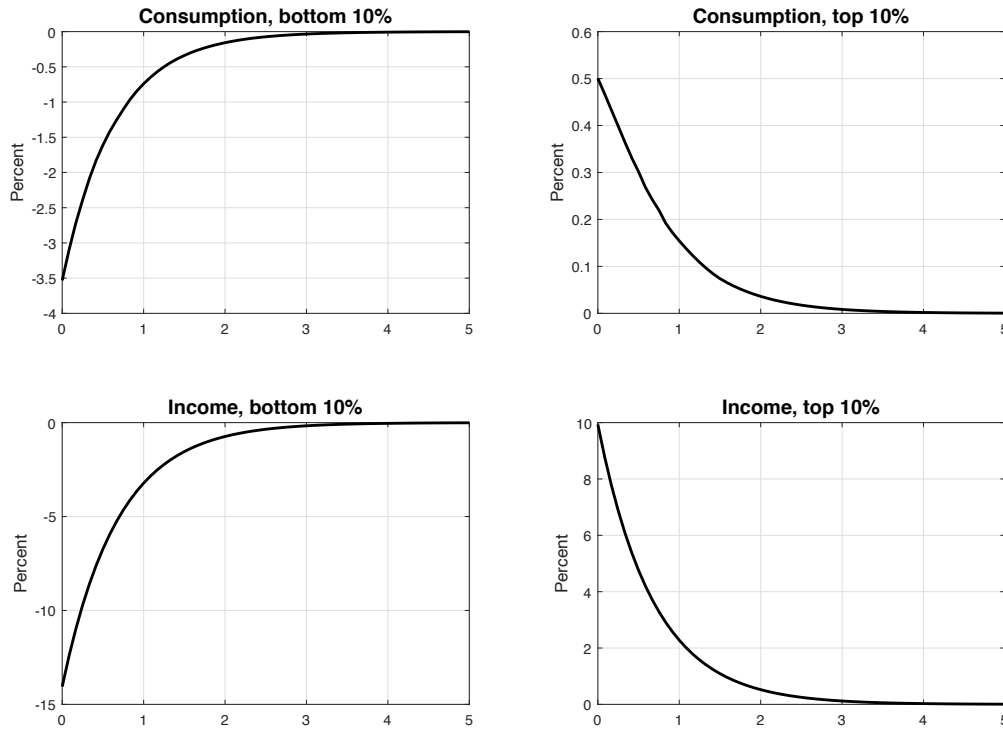 Consumption, bottom 10%
Percent
0
-0.5
-1
-1.5
-2
-2.5
-3
-3.5
-4
0 1 2 3 4 5
Consumption, top 10%
Percent
0.6
0.5
0.4
0.3
0.2
0.1
0
0 1 2 3 4 5
Income, bottom 10%
Percent
0
-5
-10
-15
0 1 2 3 4 5
Income, top 10%
Percent
10
8
6
4
2
0
0 1 2 3 4 5